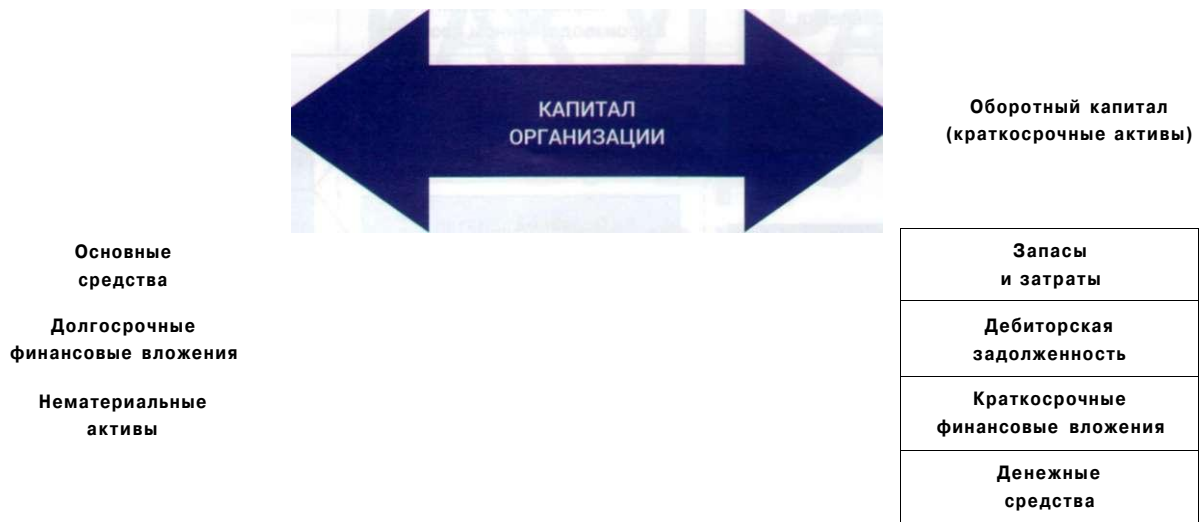 КАПИТАЛ
ОРГАНИЗАЦИИ
Оборотный капитал
(краткосрочные активы)
Основные
средства
Долгосрочные
финансовые вложения
Нематериальные
активы
Запасы
и затраты
Дебиторская
задолженность
Краткосрочные
финансовые вложения
Денежные
средства